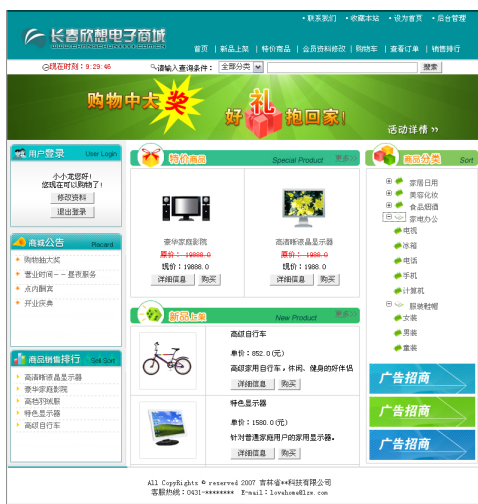 ·联系我们 ·收藏本站 ·设为首页 ·后台管理
长春欣想电子商城
首页 | 新品上架 | 特价商品 | 会员资料修改 | 购物车 | 查看订单 | 销售排行
现在时刻：9:29:46 请输入查询条件： 全部分类 搜索
购物中大奖 好礼抱回家！
活动详情 >>
用户登录 User Login
小小龙您好！
您现在可以购物了！
修改资料
退出登录
商城公告 Placard
购物抽大奖
营业时间－－昼夜服务
点内酬宾
开业庆典
商品销售排行 Sell Sort
高清晰液晶显示器
豪华家庭影院
高档羽绒服
特色显示器
高级自行车
特价商品 Special Product 更多>>
豪华家庭影院
原价： 19888.0
现价：19888.0
详细信息 购买
高清晰液晶显示器
原价： 1988.0
现价：1988.0
详细信息 购买
新品上架 New Product 更多>>
高级自行车
单价：852.0(元)
高级家用自行车，休闲、健身的好伴侣
详细信息 购买
特色显示器
单价：1580.0(元)
针对普通家庭用户的家用显示器。
详细信息 购买
商品分类 Sort
家居日用
美容化妆
食品烟酒
家电办公
电视
冰箱
电话
手机
计算机
服装鞋帽
女装
男装
童装
广告招商
广告招商
广告招商
All CopyRights © reserved 2007 吉林省**科技有限公司
客服热线：0431-******** E-mail：